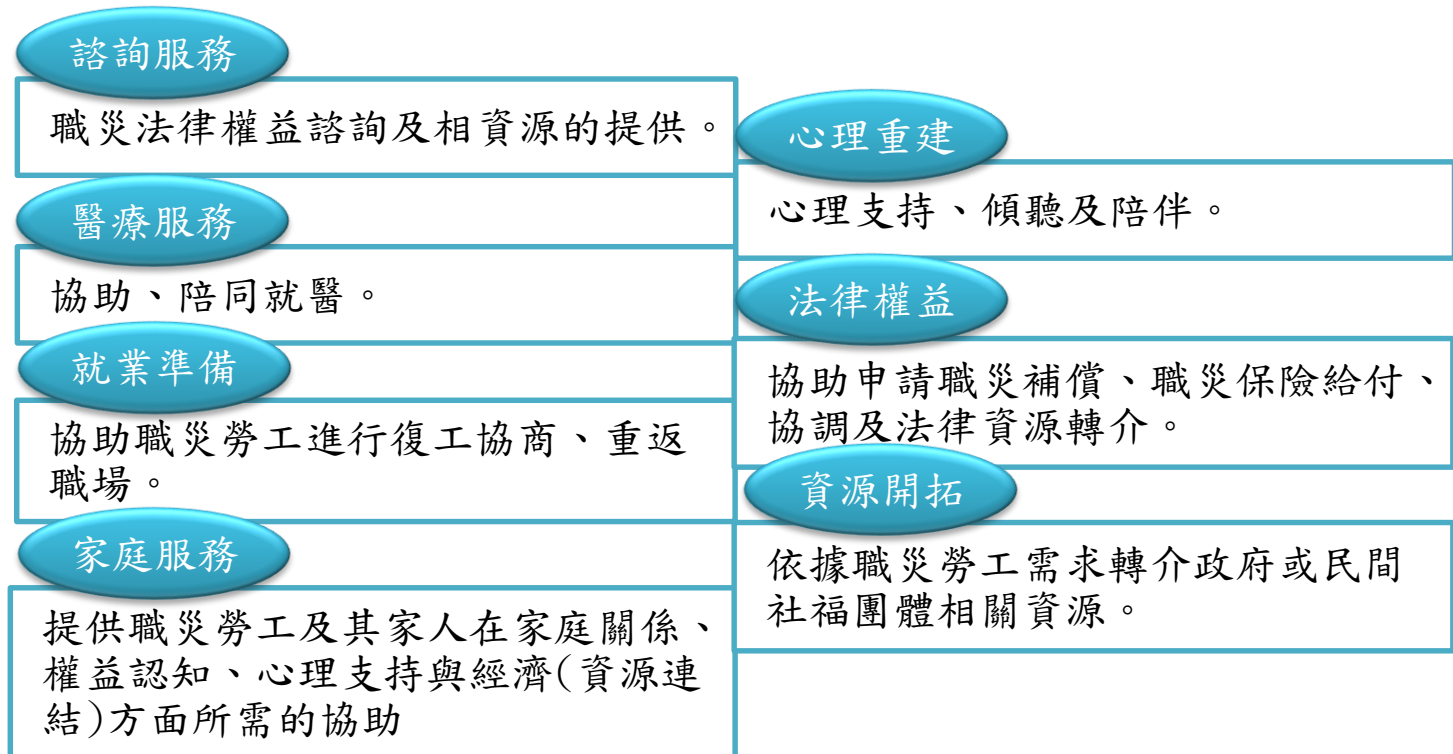 諮詢服務
職災法律權益諮詢及相資源的提供。
醫療服務
協助、陪同就醫。
就業準備
協助職災勞工進行復工協商、重返
職場。
家庭服務
提供職災勞工及其家人在家庭關係、
權益認知、心理支持與經濟(資源連
結)方面所需的協助
心理重建
心理支持、傾聽及陪伴。
法律權益
協助申請職災補償、職災保險給付、
協調及法律資源轉介。
資源開拓
依據職災勞工需求轉介政府或民間
社福團體相關資源。